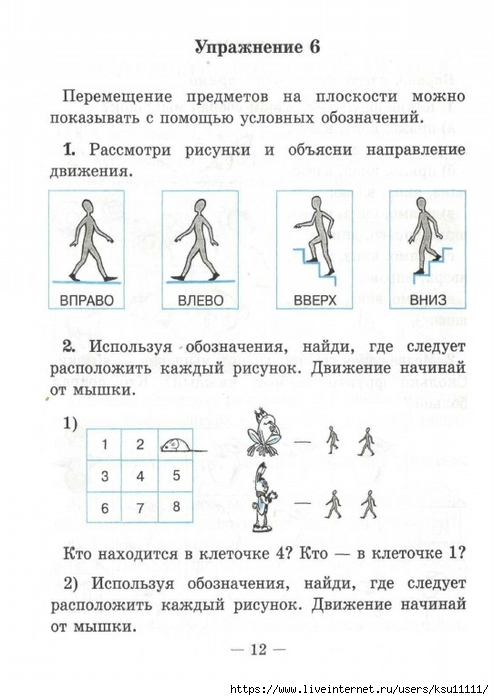 Упражнение 6
Перемещение предметов на плоскости можно
показывать с помощью условных обозначений.
1. Рассмотри рисунки и объясни направление
движения.
ВПРАВО ВЛЕВО ВВЕРХ ВНИЗ
2. Используя обозначения, найди, где следует
расположить каждый рисунок. Движение начинай
от мышки.
1)
1 2
3 4 5
6 7 8
Кто находится в клеточке 4? Кто — в клеточке 1?
2) Используя обозначения, найди, где следует
расположить каждый рисунок. Движение начинай
от мышки.
— 12 —
https://www.liveinternet.ru/users/ksu11111/